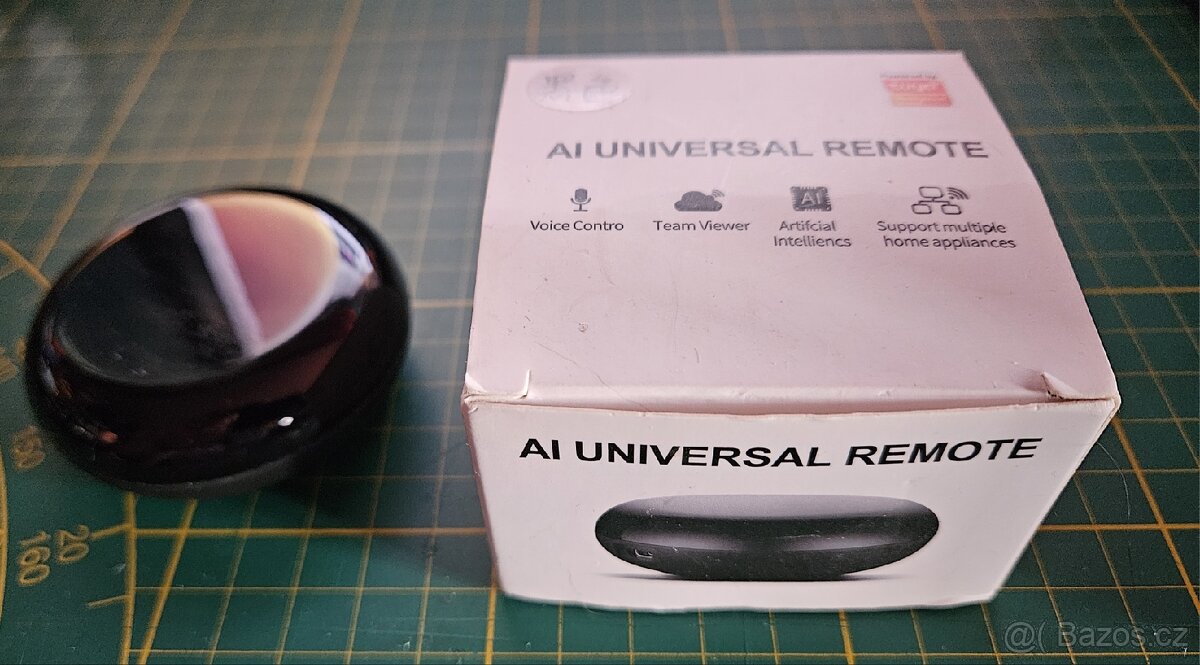 AI UNIVERSAL REMOTE
Voice Contro
Team Viewer
Artifcial
Intelliencs
Support multiple
home appliances
AI UNIVERSAL REMOTE
20
160
@( Bazos.cz